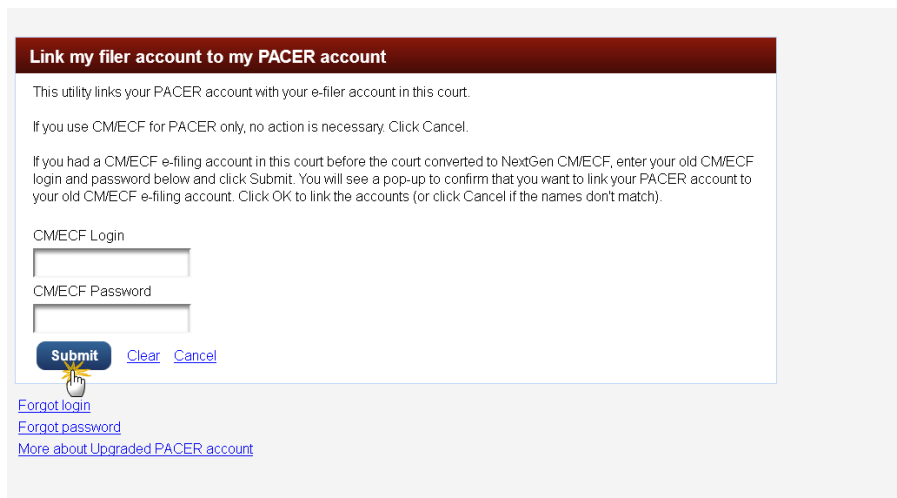 Link my filer account to my PACER account
This utility links your PACER account with your e-filer account in this court.
If you use CM/ECF for PACER only, no action is necessary. Click Cancel.
If you had a CM/ECF e-filing account in this court before the court converted to NextGen CM/ECF, enter your old CM/ECF
login and password below and click Submit. You will see a pop-up to confirm that you want to link your PACER account to
your old CM/ECF e-filing account. Click OK to link the accounts (or click Cancel if the names don't match).
CM/ECF Login
CM/ECF Password
Submit Clear Cancel
Forgot login
Forgot password
More about Upgraded PACER account